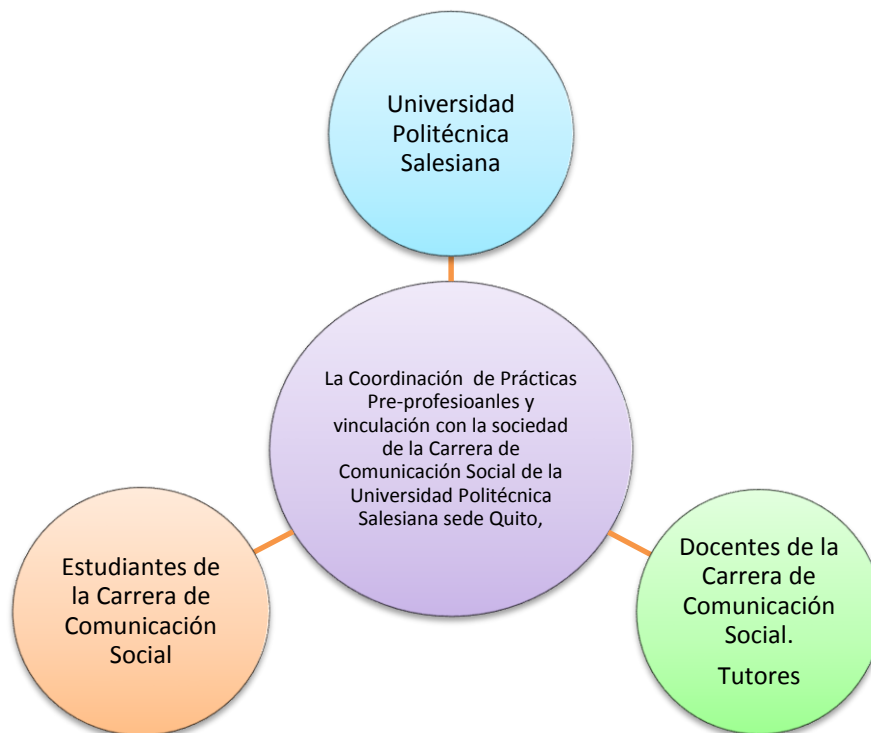 Universidad
Politécnica
Salesiana
La Coordinación  de Prácticas
Pre-profesioanles y
vinculación con la sociedad
de la Carrera de
Comunicación Social de la
Universidad Politécnica
Salesiana sede Quito,
Estudiantes de
la Carrera de
Comunicación
Social
Docentes de la
Carrera de
Comunicación
Social.
Tutores